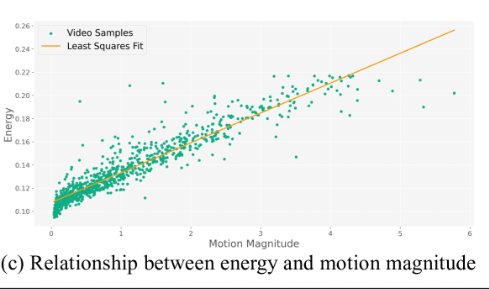 0.26
Video Samples
Least Squares Fit
0.24
0.22
0.20
0.18
0.16
0.14
0.12
0.10
Energy
0 1 2 3 4 5 6
Motion Magnitude
(c) Relationship between energy and motion magnitude